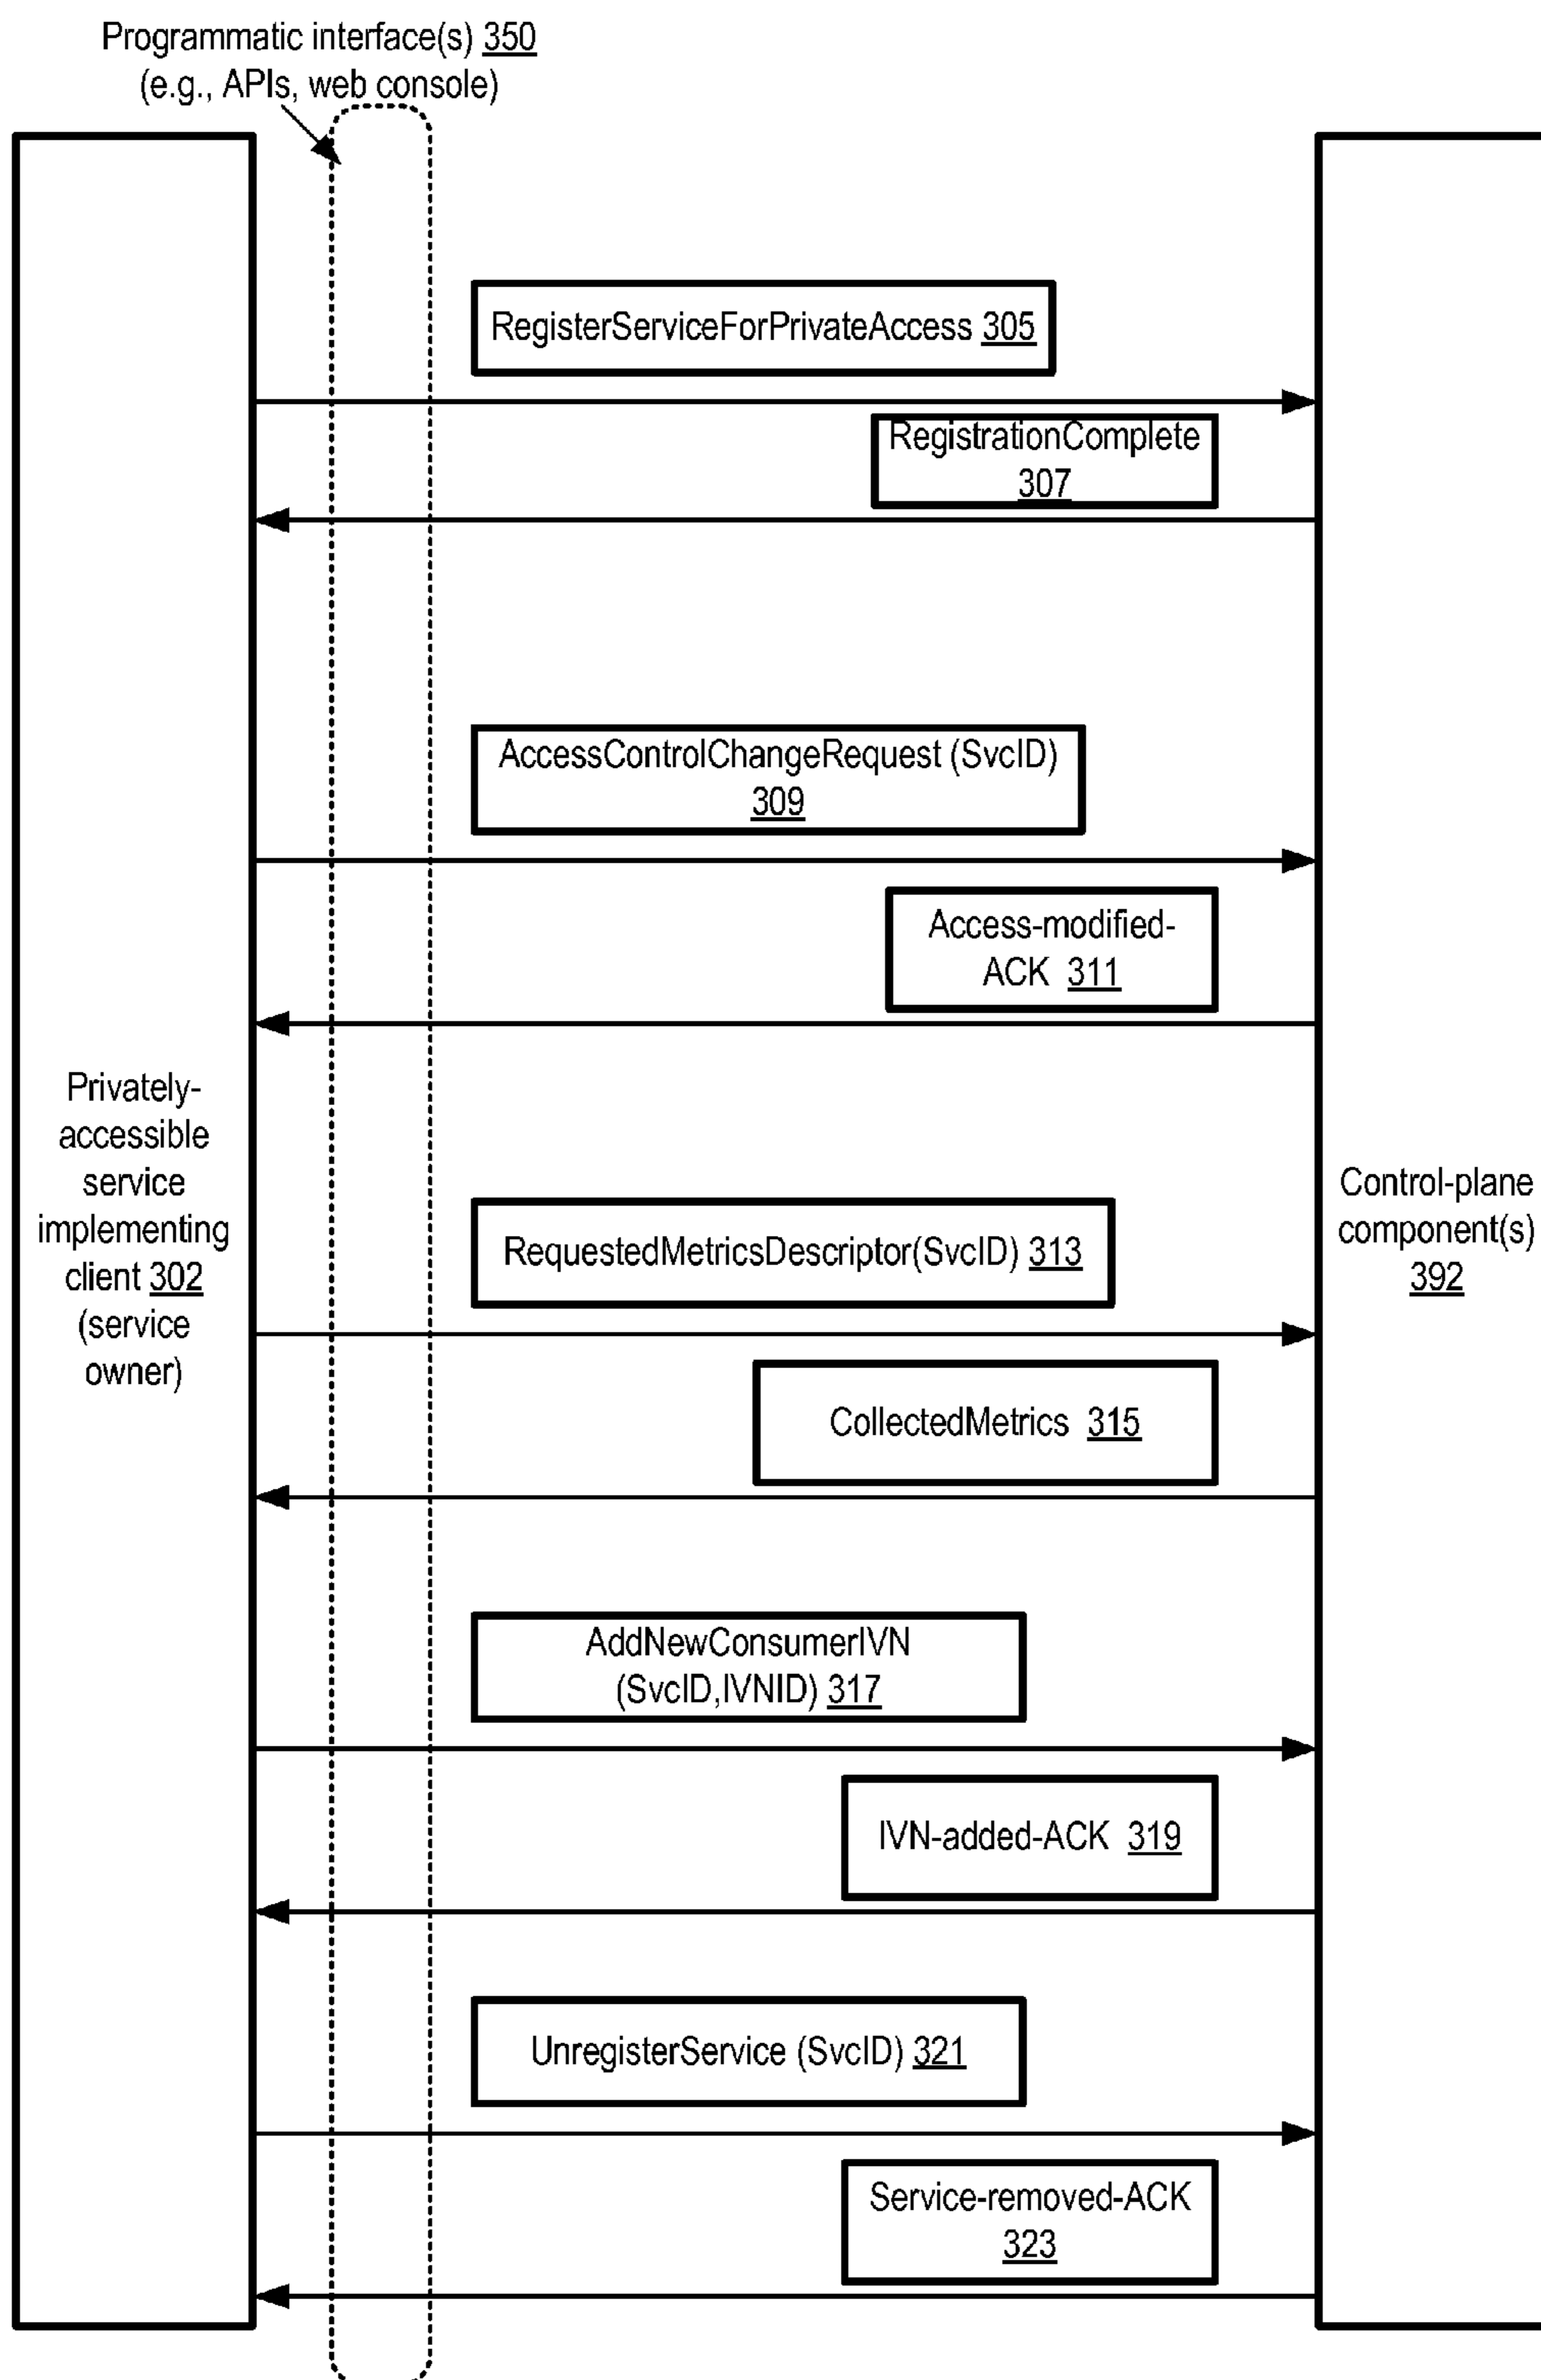 Programmatic interface(s) 350
(e.g., APIs, web console)
RegisterServiceForPrivateAccess 305
RegistrationComplete
307
AccessControlChangeRequest (SvcID)
309
Access-modified-
ACK 311
Privately-
accessible
service
implementing
client 302
(service
owner)
Control-plane
component(s)
392
RequestedMetricsDescriptor(SvcID) 313
CollectedMetrics 315
AddNewConsumerIVN
(SvcID,IVNID) 317
IVN-added-ACK 319
UnregisterService (SvcID) 321
Service-removed-ACK
323